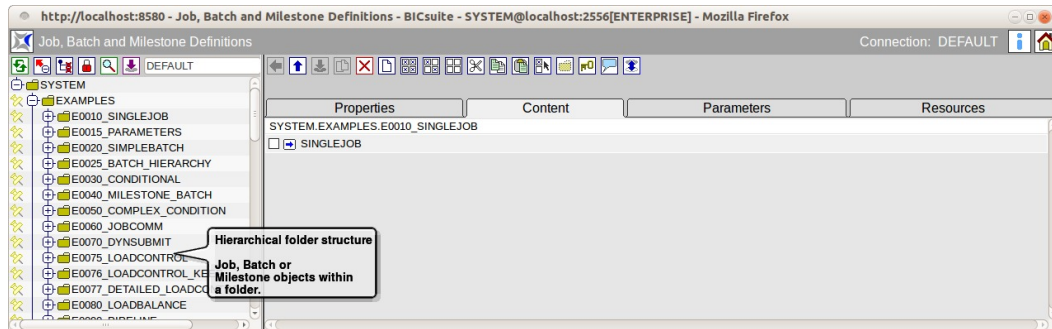 http://localhost:8580 - Job, Batch and Milestone Definitions - BICsuite - SYSTEM@localhost:2556[ENTERPRISE] - Mozilla Firefox
Job, Batch and Milestone Definitions
Connection: DEFAULT
DEFAULT
SYSTEM
EXAMPLES
E0010_SINGLEJOB
E0015_PARAMETERS
E0020_SIMPLEBATCH
E0025_BATCH_HIERARCHY
E0030_CONDITIONAL
E0040_MILESTONE_BATCH
E0050_COMPLEX_CONDITION
E0060_JOBCOMM
E0070_DYNSUBMIT
E0075_LOADCONTROL
E0076_LOADCONTROL_KE
E0077_DETAILED_LOADCO
E0080_LOADBALANCE
Properties
Content
Parameters
Resources
SYSTEM.EXAMPLES.E0010_SINGLEJOB
SINGLEJOB
Hierarchical folder structure
Job, Batch or
Milestone objects within
a folder.